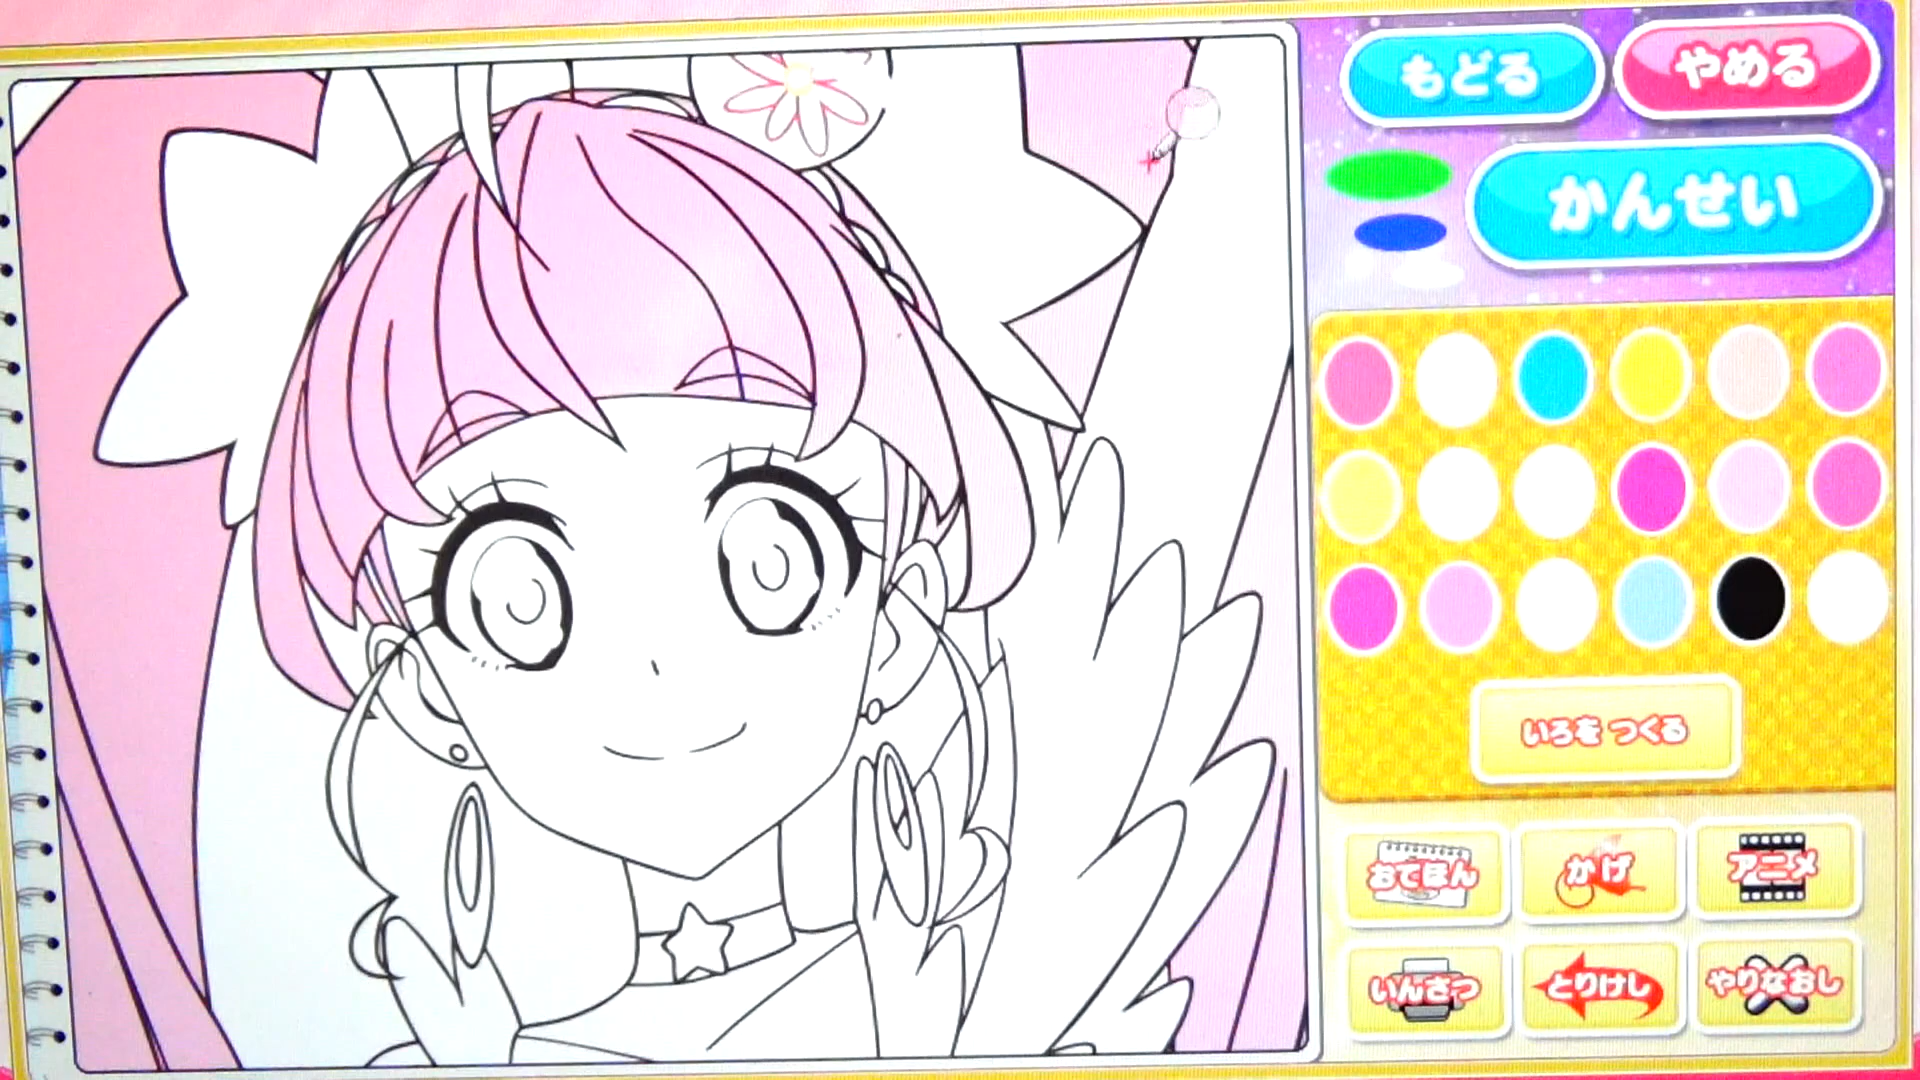 もどる
やめる
かんせい
いろを つくる
おてほん
かげ
アニメ
いんさつ
とりけし
やりなおし